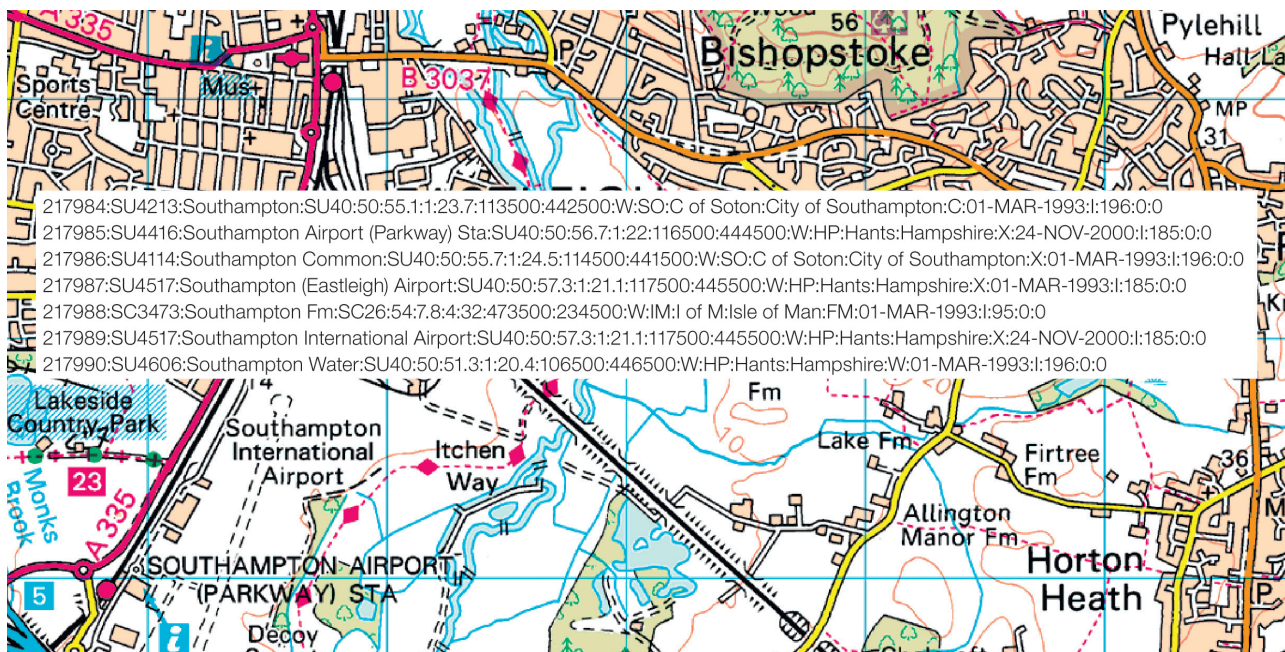 A335
56
Bishopstoke
Pylehill
P
B 3037
Mus
Sports
Centre
MP
31
217984:SU4213:Southampton:SU40:50:55.1:1:23.7:113500:442500:W:SO:C of Soton:City of Southampton:C:01-MAR-1993:I:196:0:0
217985:SU4416:Southampton Airport (Parkway) Sta:SU40:50:56.7:1:22:116500:444500:W:HP:Hants:Hampshire:X:24-NOV-2000:I:185:0:0
217986:SU4114:Southampton Common:SU40:50:55.7:1:24.5:114500:441500:W:SO:C of Soton:City of Southampton:X:01-MAR-1993:I:196:0:0
217987:SU4517:Southampton (Eastleigh) Airport:SU40:50:57.3:1:21.1:117500:445500:W:HP:Hants:Hampshire:X:01-MAR-1993:I:185:0:0
217988:SC3473:Southampton Fm:SC26:54:7.8:4:32:473500:234500:W:IM:I of M:Isle of Man:FM:01-MAR-1993:I:95:0:0
217989:SU4517:Southampton International Airport:SU40:50:57.3:1:21.1:117500:445500:W:HP:Hants:Hampshire:X:24-NOV-2000:I:185:0:0
217990:SU4606:Southampton Water:SU40:50:51.3:1:20.4:106500:446500:W:HP:Hants:Hampshire:W:01-MAR-1993:I:196:0:0
4
Fm
Lakeside
Country Park
Southampton
International
Airport
Itchen
Way
10
Lake Fm
Firtree
Fm
36
23
Monks
Brook
A 335
Allington
Manor Fm
Horton
Heath
SOUTHAMPTON AIRPORT
(PARKWAY) STA
5
P
i
Decoy